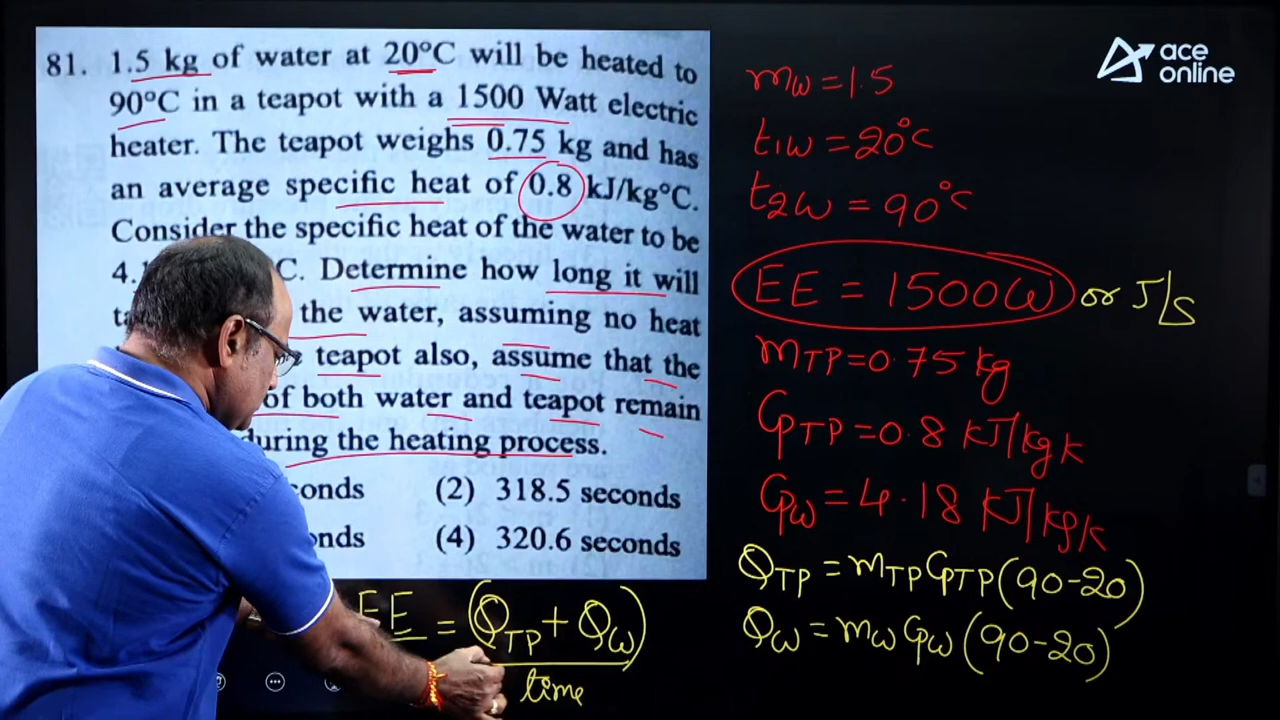 81. 1.5 kg of water at 20°C will be heated to
90°C in a teapot with a 1500 Watt electric
heater. The teapot weighs 0.75 kg and has
an average specific heat of 0.8 kJ/kg°C.
Consider the specific heat of the water to be
4. C. Determine how long it will
the water, assuming no heat
teapot also, assume that the
of both water and teapot remain
during the heating process.
onds (2) 318.5 seconds
onds (4) 320.6 seconds
EE = (QTP + Qw)
time
ace
online
mw = 1.5
t1w = 20°C
t2w = 90°C
EE = 1500W or J/s
mTP = 0.75 kg
CpTP = 0.8 kJ/kgk
Cpw = 4.18 kJ/kgk
QTP = mTP CpTP (90-20)
Qw = mw Cpw (90-20)